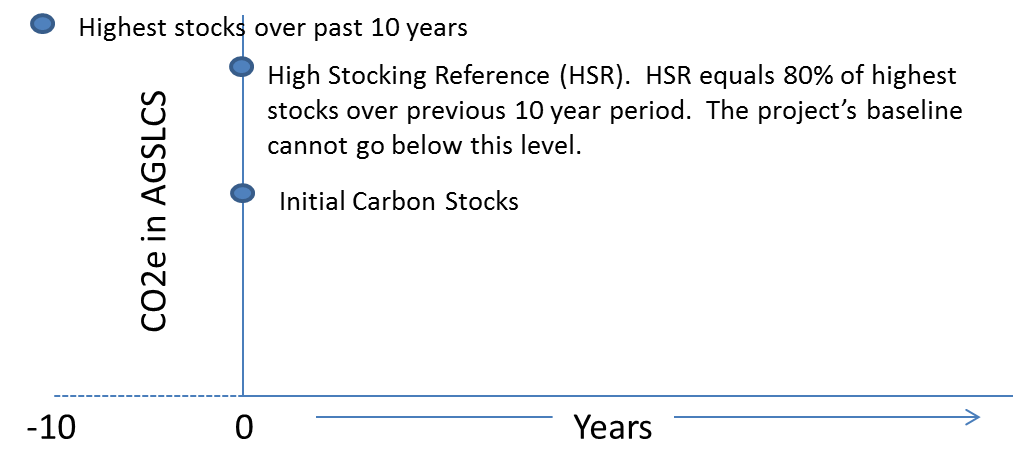 Highest stocks over past 10 years
High Stocking Reference (HSR).  HSR equals 80% of highest
stocks over previous 10 year period.  The project’s baseline
cannot go below this level.
CO2e in AGSLCS
Initial Carbon Stocks
-10
0
Years